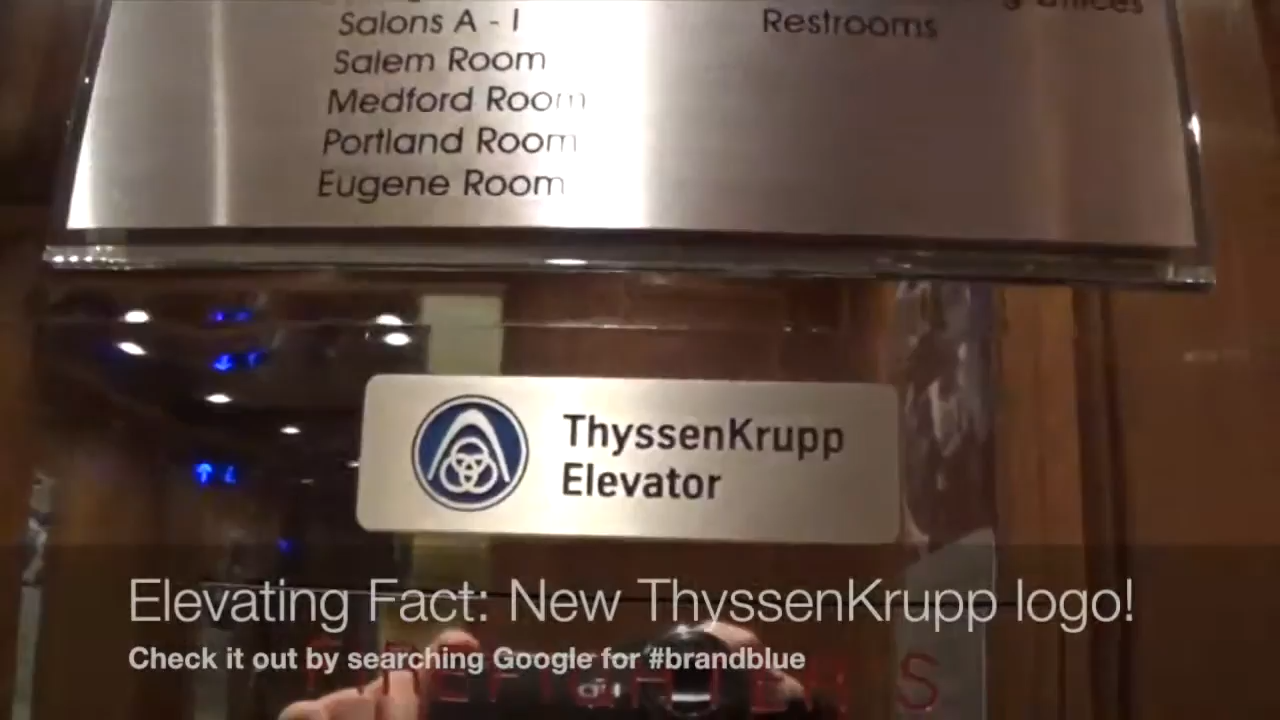 Salons A - I
Restrooms
Salem Room
Medford Room
Portland Room
Eugene Room
ThyssenKrupp
Elevator
Elevating Fact: New ThyssenKrupp logo!
Check it out by searching Google for #brandblue
FIREFIGHTER'S